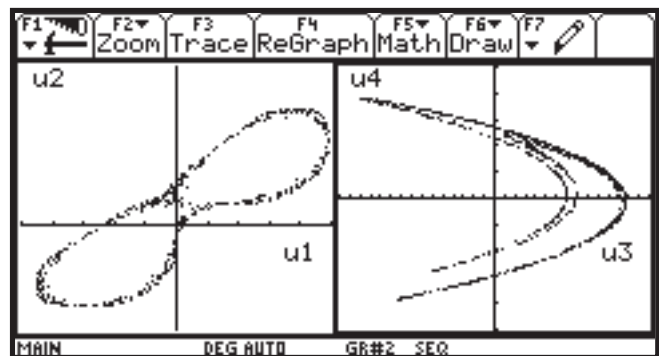 F1 F2 F3 F4 F5 F6 F7
Zoom Trace ReGraph Math Draw
u2 u4
u1 u3
MAIN DEG AUTO GR#2 SEQ